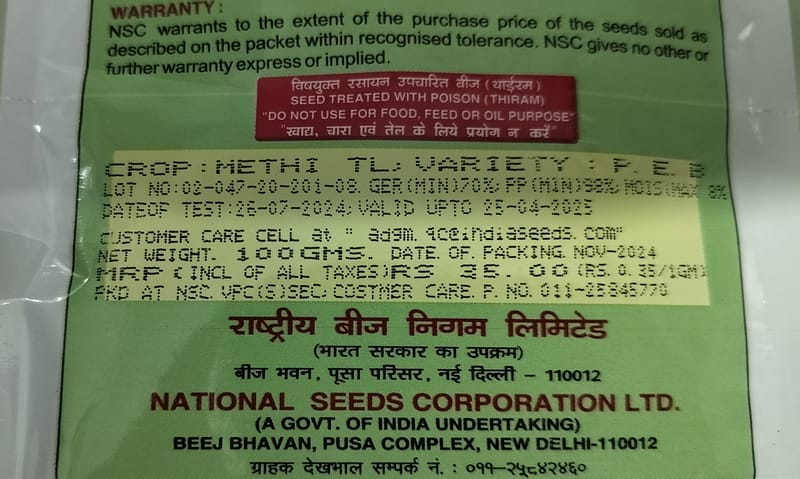 WARRANTY :
NSC warrants to the extent of the purchase price of the seeds sold as
described on the packet within recognised tolerance. NSC gives no other or
further warranty express or implied.
विषयुक्त रसायन उपचारित बीज (थाईरम)
SEED TREATED WITH POISON (THIRAM)
"DO NOT USE FOR FOOD, FEED OR OIL PURPOSE"
"खाद्य, चारा एवं तेल के लिये प्रयोग न करें"
CROP:METHI TL; VARIETY : P. E. B
LOT NO:02-047-20-201-08. GER(MIN)70%; PP(MIN)98%; MOIS(MAX 8%
DATEOF TEST:26-07-2024; VALID UPTO 25-04-2025
CUSTOMER CARE CELL at " adgm. qc@indiaseeds. com"
NET WEIGHT. 100GMS. DATE. OF. PACKING. NOV-2024
MRP (INCL OF ALL TAXES)RS 35. 00 (RS. 0. 35/1GM)
PKD AT NSC. VPC(S)SEC. COSTMER CARE. P. NO. 011-25845770
राष्ट्रीय बीज निगम लिमिटेड
(भारत सरकार का उपक्रम)
बीज भवन, पूसा परिसर, नई दिल्ली – 110012
NATIONAL SEEDS CORPORATION LTD.
(A GOVT. OF INDIA UNDERTAKING)
BEEJ BHAVAN, PUSA COMPLEX, NEW DELHI-110012
ग्राहक देखभाल सम्पर्क नं. : ०११-२५८४२४६०